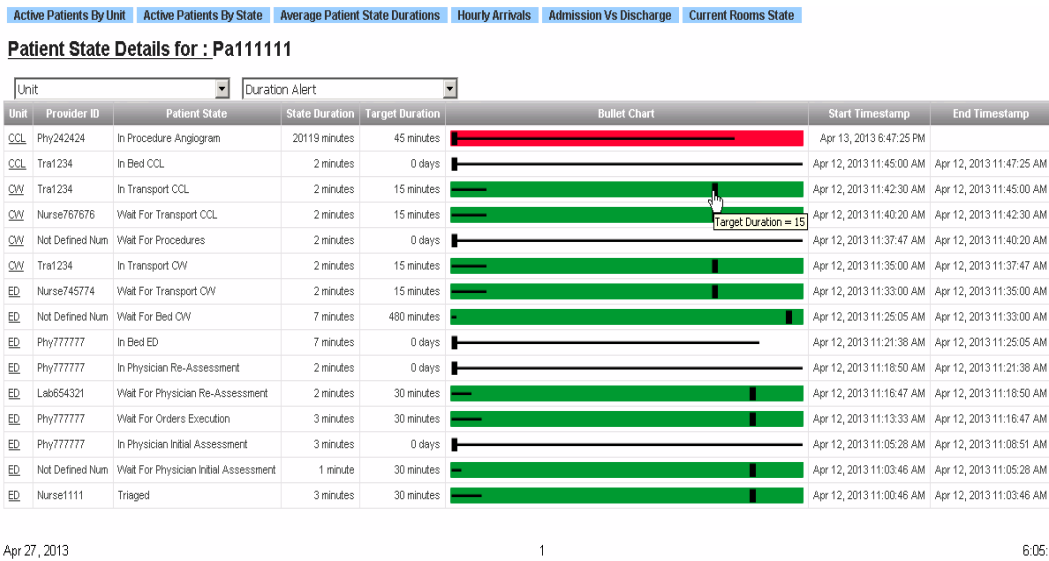 Active Patients By Unit Active Patients By State Average Patient State Durations Hourly Arrivals Admission Vs Discharge Current Rooms State
Patient State Details for : Pa111111
Unit Duration Alert
Unit Provider ID Patient State State Duration Target Duration Bullet Chart Start Timestamp End Timestamp
CCL Phy242424 In Procedure Angiogram 20119 minutes 45 minutes Apr 13, 2013 6:47:25 PM
CCL Tra1234 In Bed CCL 2 minutes 0 days Apr 12, 2013 11:45:00 AM Apr 12, 2013 11:47:25 AM
CW Tra1234 In Transport CCL 2 minutes 15 minutes Apr 12, 2013 11:42:30 AM Apr 12, 2013 11:45:00 AM
CW Nurse767676 Wait For Transport CCL 2 minutes 15 minutes Apr 12, 2013 11:40:20 AM Apr 12, 2013 11:42:30 AM
Target Duration = 15
CW Not Defined Num Wait For Procedures 2 minutes 0 days Apr 12, 2013 11:37:47 AM Apr 12, 2013 11:40:20 AM
CW Tra1234 In Transport CW 2 minutes 15 minutes Apr 12, 2013 11:35:00 AM Apr 12, 2013 11:37:47 AM
ED Nurse745774 Wait For Transport CW 2 minutes 15 minutes Apr 12, 2013 11:33:00 AM Apr 12, 2013 11:35:00 AM
ED Not Defined Num Wait For Bed CW 7 minutes 480 minutes Apr 12, 2013 11:25:05 AM Apr 12, 2013 11:33:00 AM
ED Phy777777 In Bed ED 7 minutes 0 days Apr 12, 2013 11:21:38 AM Apr 12, 2013 11:25:05 AM
ED Phy777777 In Physician Re-Assessment 2 minutes 0 days Apr 12, 2013 11:18:50 AM Apr 12, 2013 11:21:38 AM
ED Lab654321 Wait For Physician Re-Assessment 2 minutes 30 minutes Apr 12, 2013 11:16:47 AM Apr 12, 2013 11:18:50 AM
ED Phy777777 Wait For Orders Execution 3 minutes 30 minutes Apr 12, 2013 11:13:33 AM Apr 12, 2013 11:16:47 AM
ED Phy777777 In Physician Initial Assessment 3 minutes 0 days Apr 12, 2013 11:05:28 AM Apr 12, 2013 11:08:51 AM
ED Not Defined Num Wait For Physician Initial Assessment 1 minute 30 minutes Apr 12, 2013 11:03:46 AM Apr 12, 2013 11:05:28 AM
ED Nurse1111 Triaged 3 minutes 30 minutes Apr 12, 2013 11:00:46 AM Apr 12, 2013 11:03:46 AM
Apr 27, 2013 1 6:05: